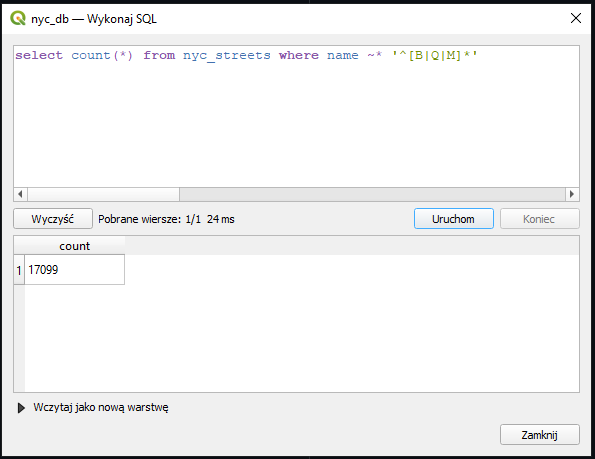 nyc_db — Wykonaj SQL
select count(*) from nyc_streets where name ~* '^[B|Q|M]*'
Wyczyść Pobrane wiersze: 1/1 24 ms Uruchom Koniec
count
1 17099
Wczytaj jako nową warstwę
Zamknij